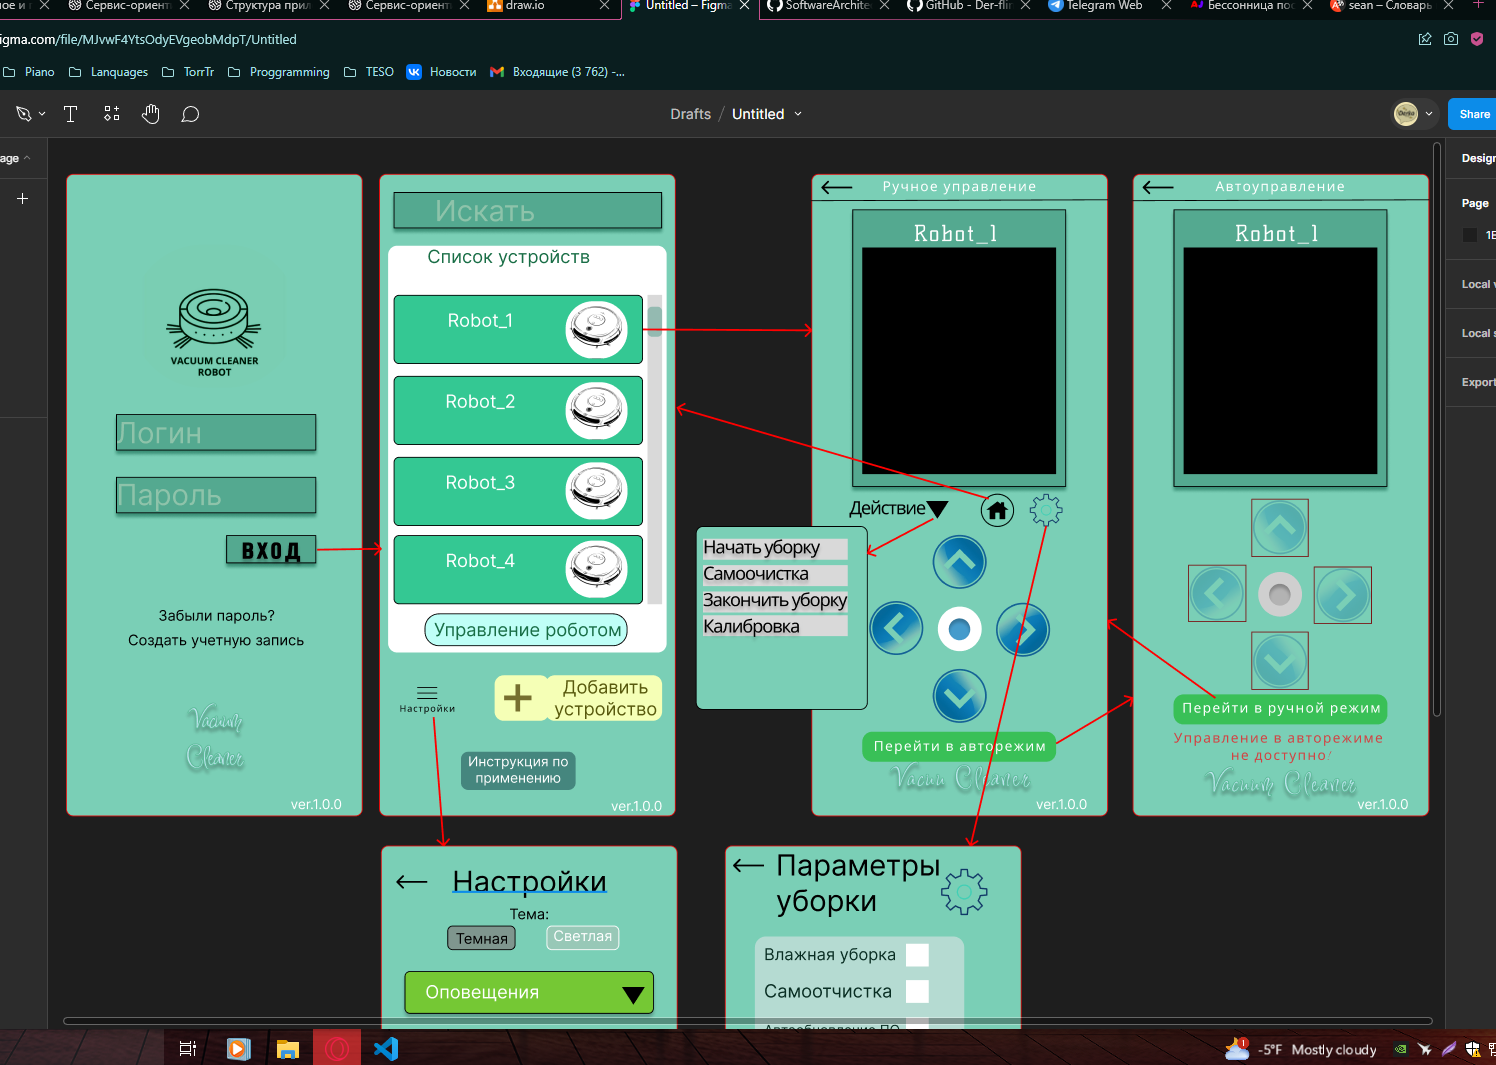 Сервис-ориент
Структура прил
Сервис-ориент
draw.io
Untitled – Figma
SoftwareArchite
GitHub - Der-flir
Telegram Web
Бессонница пос
sean – Словарь
igma.com/file/MJvwF4YtsOdyEVgeobMdpT/Untitled
Piano
Lanquages
TorrTr
Proggramming
TESO
Новости
Входящие (3 762) -...
Drafts / Untitled
Share
age
Design
Page
1E
Local v
Local s
Export
VACUUM CLEANER
ROBOT
Логин
Пароль
ВХОД
Забыли пароль?
Создать учетную запись
Vacuum
Cleaner
ver.1.0.0
Искать
Список устройств
Robot_1
Robot_2
Robot_3
Robot_4
Управление роботом
Настройки
Добавить
устройство
Инструкция по
применению
ver.1.0.0
Ручное управление
Robot_1
Действие
Начать уборку
Самоочистка
Закончить уборку
Калибровка
Перейти в авторежим
Vacuu Cleaner
ver.1.0.0
Автоуправление
Robot_1
Перейти в ручной режим
Управление в авторежиме
не доступно!
Vacuum Cleaner
ver.1.0.0
Настройки
Тема:
Темная
Светлая
Оповещения
Параметры
уборки
Влажная уборка
Самоотчистка
Автообновление ПО
-5°F Mostly cloudy